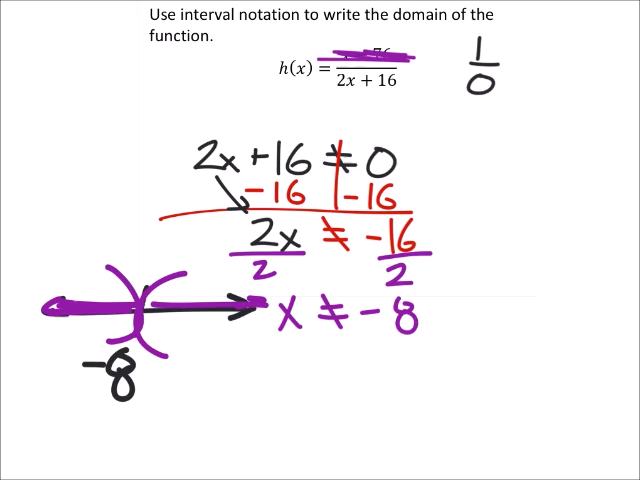 Use interval notation to write the domain of the
function.
h(x) = 
2x + 16
1
0
2x +16 ≠ 0
-16 -16
2x ≠ -16
2 2
x ≠ -8
-8